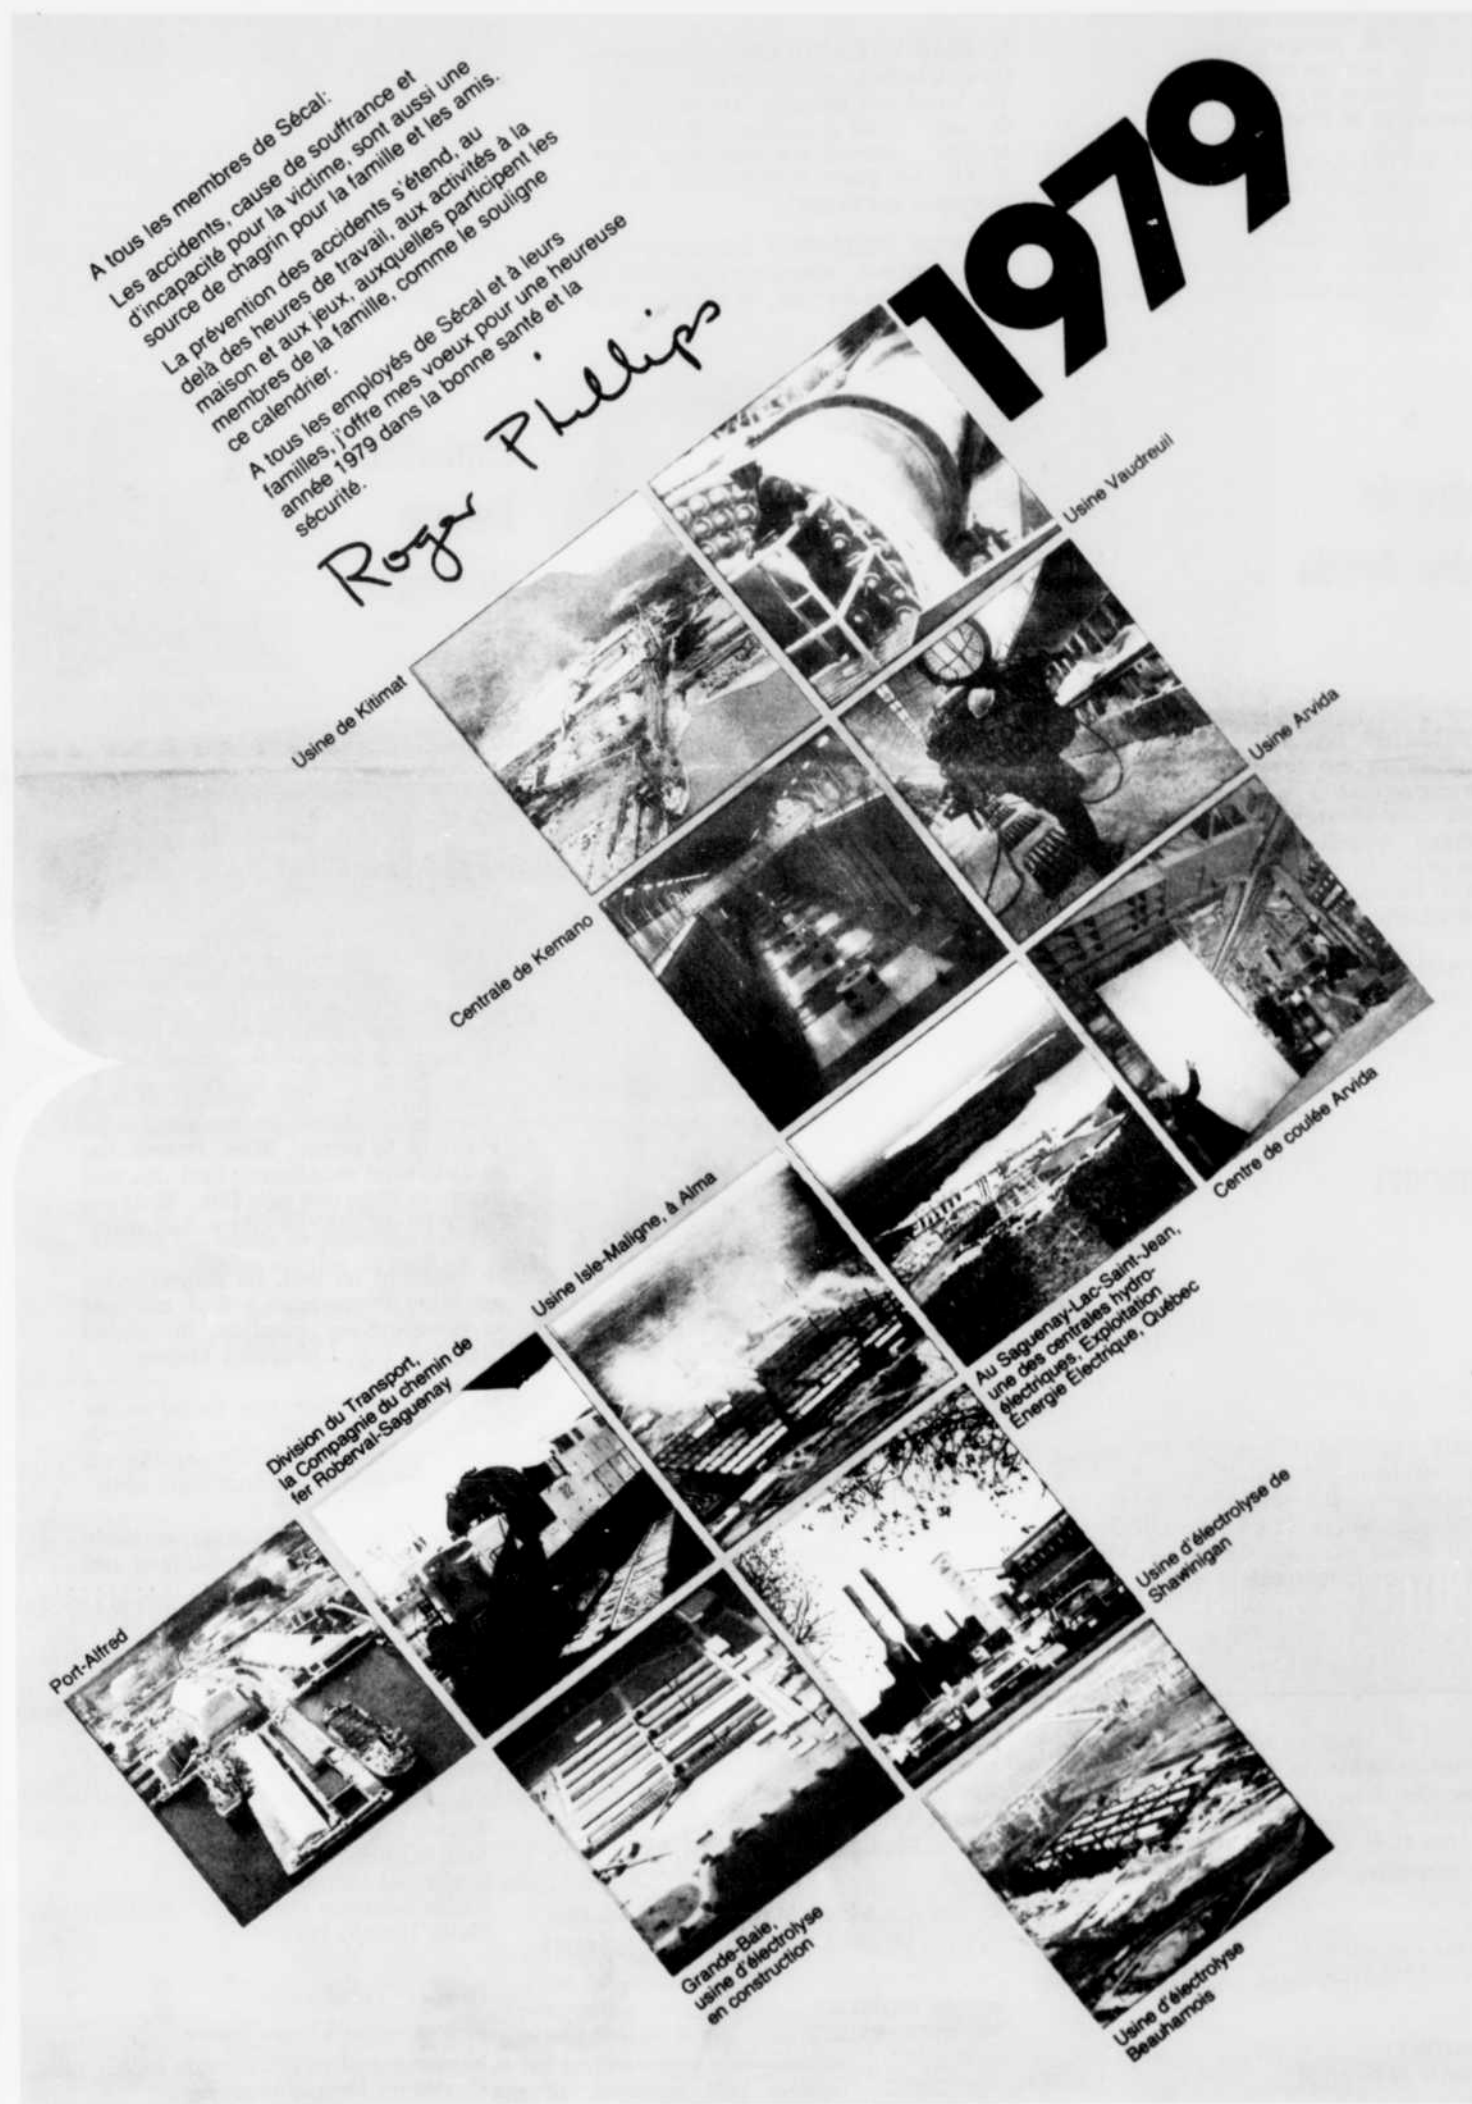 A tous les membres de Sécal:
Les accidents, cause de souffrance et
d'incapacité pour la victime, sont aussi une
source de chagrin pour la famille et les amis.
La prévention des accidents s'étend, au
delà des heures de travail, aux activités à la
maison et aux jeux, auxquelles participent les
membres de la famille, comme le souligne
ce calendrier.
A tous les employés de Sécal et à leurs
familles, j'offre mes voeux pour une heureuse
année 1979 dans la bonne santé et la
sécurité.
Roger Phillips
1979
Usine Vaudreuil
Usine de Kitimat
Usine Arvida
Centrale de Kemano
Centre de coulée Arvida
Usine Isle-Maligne, à Alma
Au Saguenay-Lac-Saint-Jean,
une des centrales hydro-
électriques, Exploitation
Énergie Électrique, Québec
Division du Transport,
la Compagnie du chemin de
fer Roberval-Saguenay
Usine d'électrolyse de
Shawinigan
Port-Alfred
Grande-Baie,
usine d'électrolyse
en construction
Usine d'électrolyse
Beauharnois